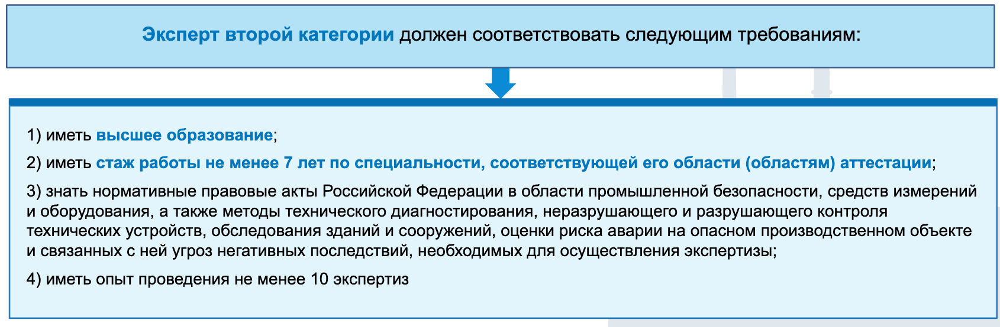 Эксперт второй категории должен соответствовать следующим требованиям:
1) иметь высшее образование;
2) иметь стаж работы не менее 7 лет по специальности, соответствующей его области (областям) аттестации;
3) знать нормативные правовые акты Российской Федерации в области промышленной безопасности, средств измерений
и оборудования, а также методы технического диагностирования, неразрушающего и разрушающего контроля
технических устройств, обследования зданий и сооружений, оценки риска аварии на опасном производственном объекте
и связанных с ней угроз негативных последствий, необходимых для осуществления экспертизы;
4) иметь опыт проведения не менее 10 экспертиз